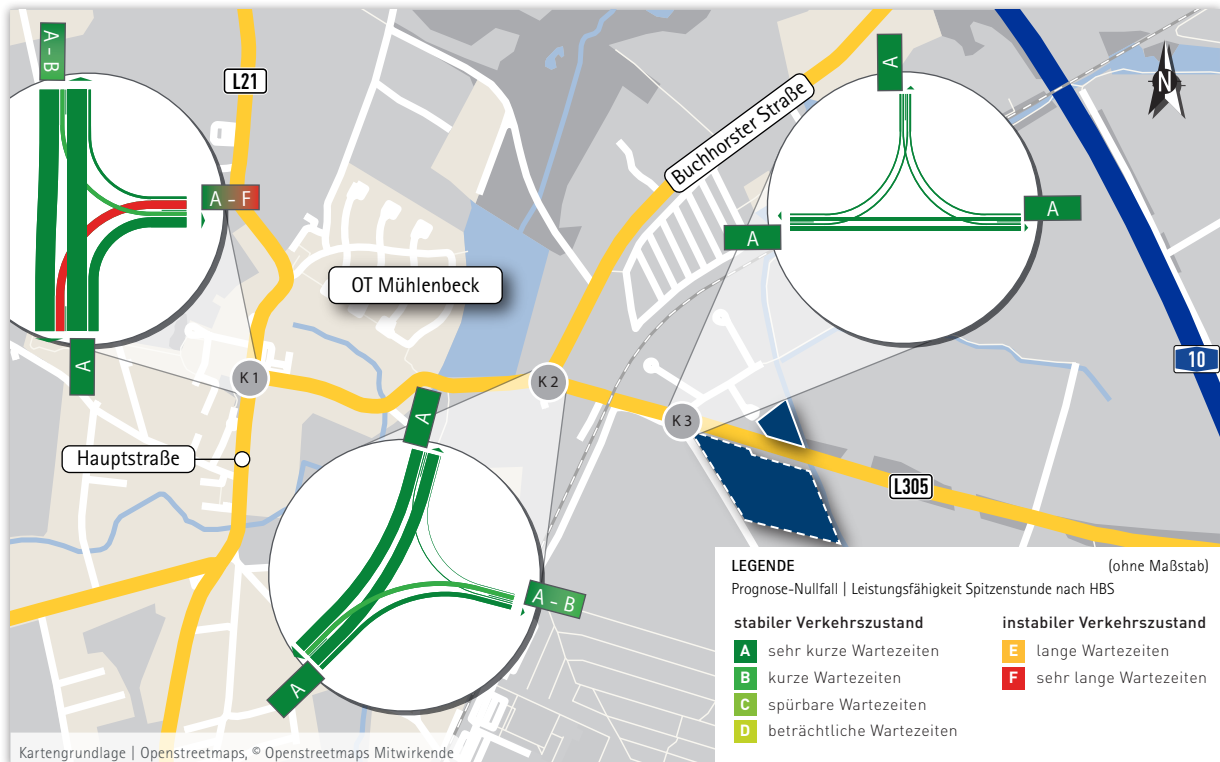 A - B
L21
A - F
A
K 1
Hauptstraße
OT Mühlenbeck
Buchhorster Straße
A
A
A
N
10
K 2
K 3
L305
A
A - B
A
LEGENDE
(ohne Maßstab)
Prognose-Nullfall | Leistungsfähigkeit Spitzenstunde nach HBS
stabiler Verkehrszustand
A sehr kurze Wartezeiten
B kurze Wartezeiten
C spürbare Wartezeiten
D beträchtliche Wartezeiten
instabiler Verkehrszustand
E lange Wartezeiten
F sehr lange Wartezeiten
Kartengrundlage | Openstreetmaps, © Openstreetmaps Mitwirkende